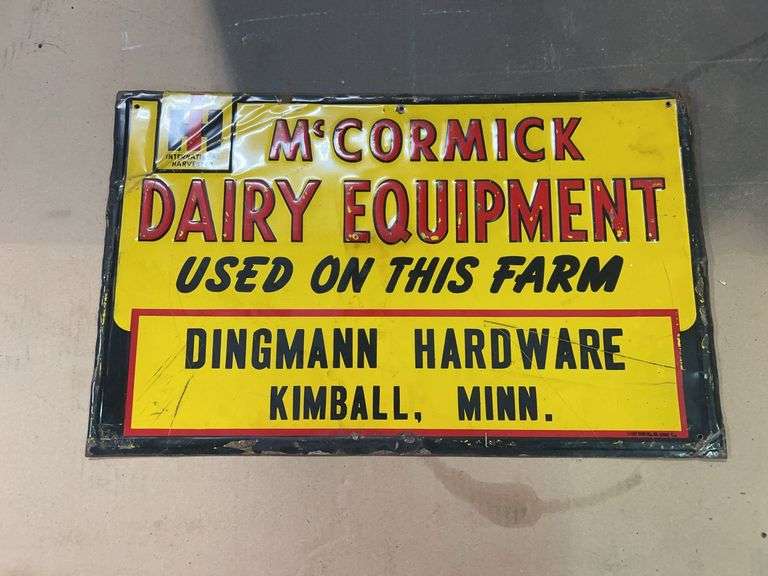 INTERNATIONAL
HARVESTER
McCORMICK
DAIRY EQUIPMENT
USED ON THIS FARM
DINGMANN HARDWARE
KIMBALL, MINN.